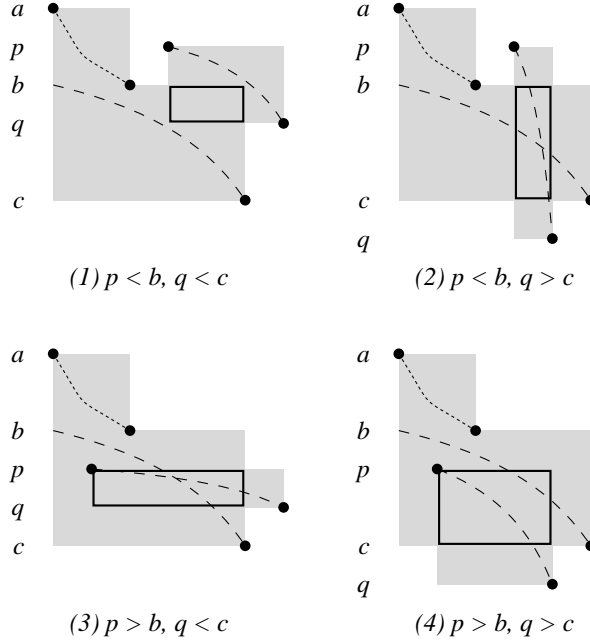 a
p
b
q
c
(1) p < b, q < c
a
p
b
c
q
(2) p < b, q > c
a
b
p
q
c
(3) p > b, q < c
a
b
p
c
q
(4) p > b, q > c